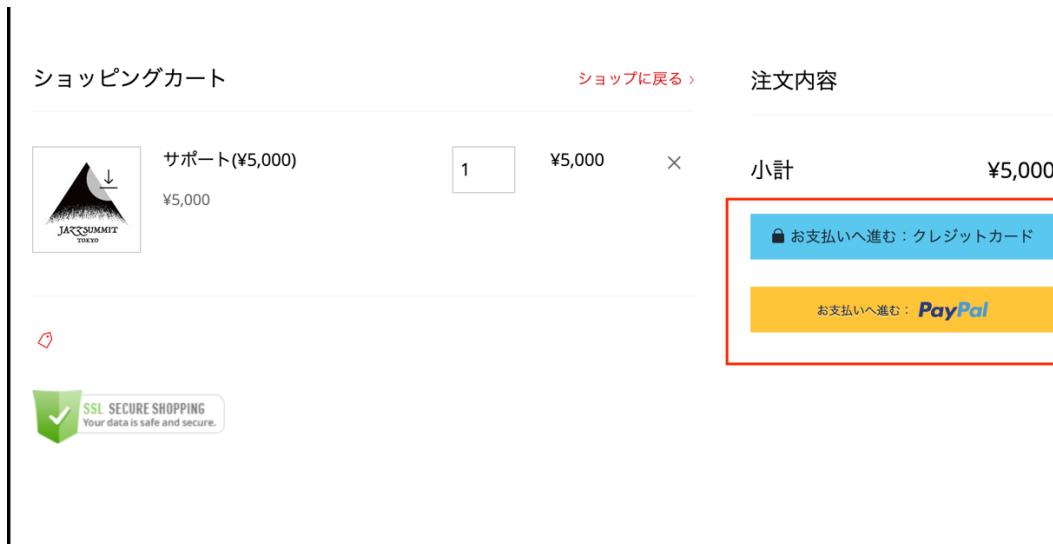 ショッピングカート
ショップに戻る ›
サポート(¥5,000)
¥5,000
1
¥5,000
×
JAZZ SUMMIT
TOKYO
SSL SECURE SHOPPING
Your data is safe and secure.
注文内容
小計 ¥5,000
お支払いへ進む：クレジットカード
お支払いへ進む： PayPal